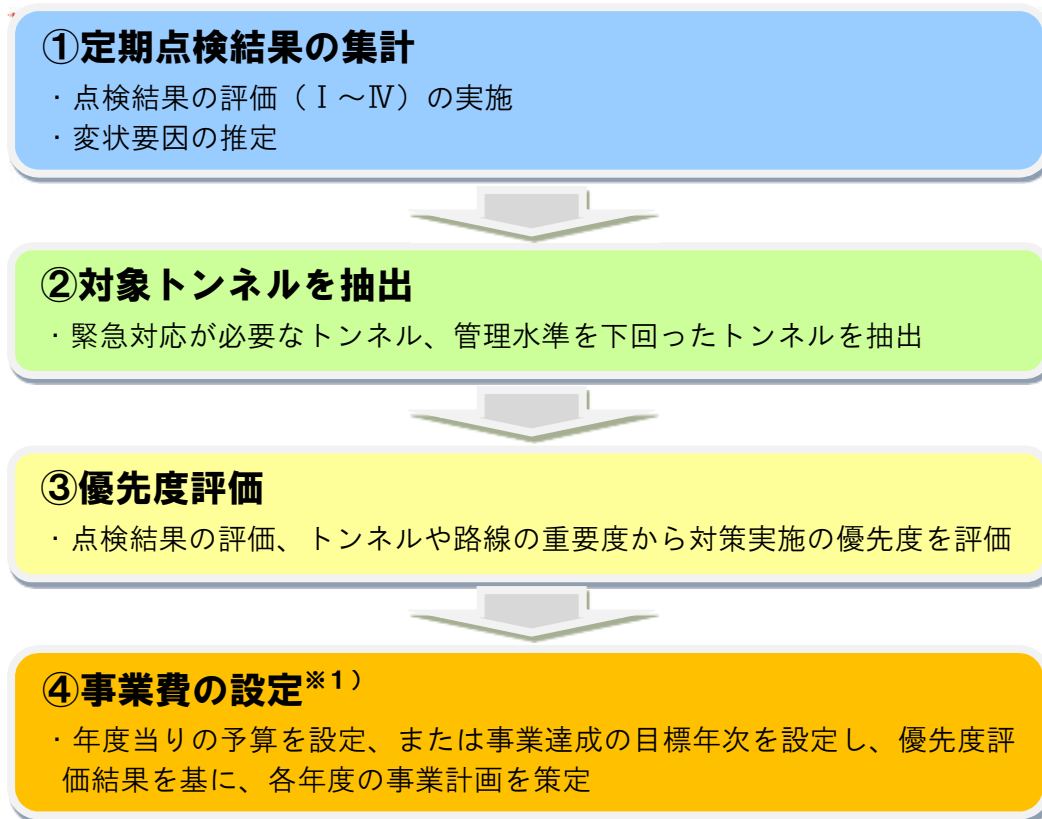 ①定期点検結果の集計
・点検結果の評価（Ⅰ～Ⅳ）の実施
・変状要因の推定
②対象トンネルを抽出
・緊急対応が必要なトンネル、管理水準を下回ったトンネルを抽出
③優先度評価
・点検結果の評価、トンネルや路線の重要度から対策実施の優先度を評価
④事業費の設定※１）
・年度当りの予算を設定、または事業達成の目標年次を設定し、優先度評
価結果を基に、各年度の事業計画を策定